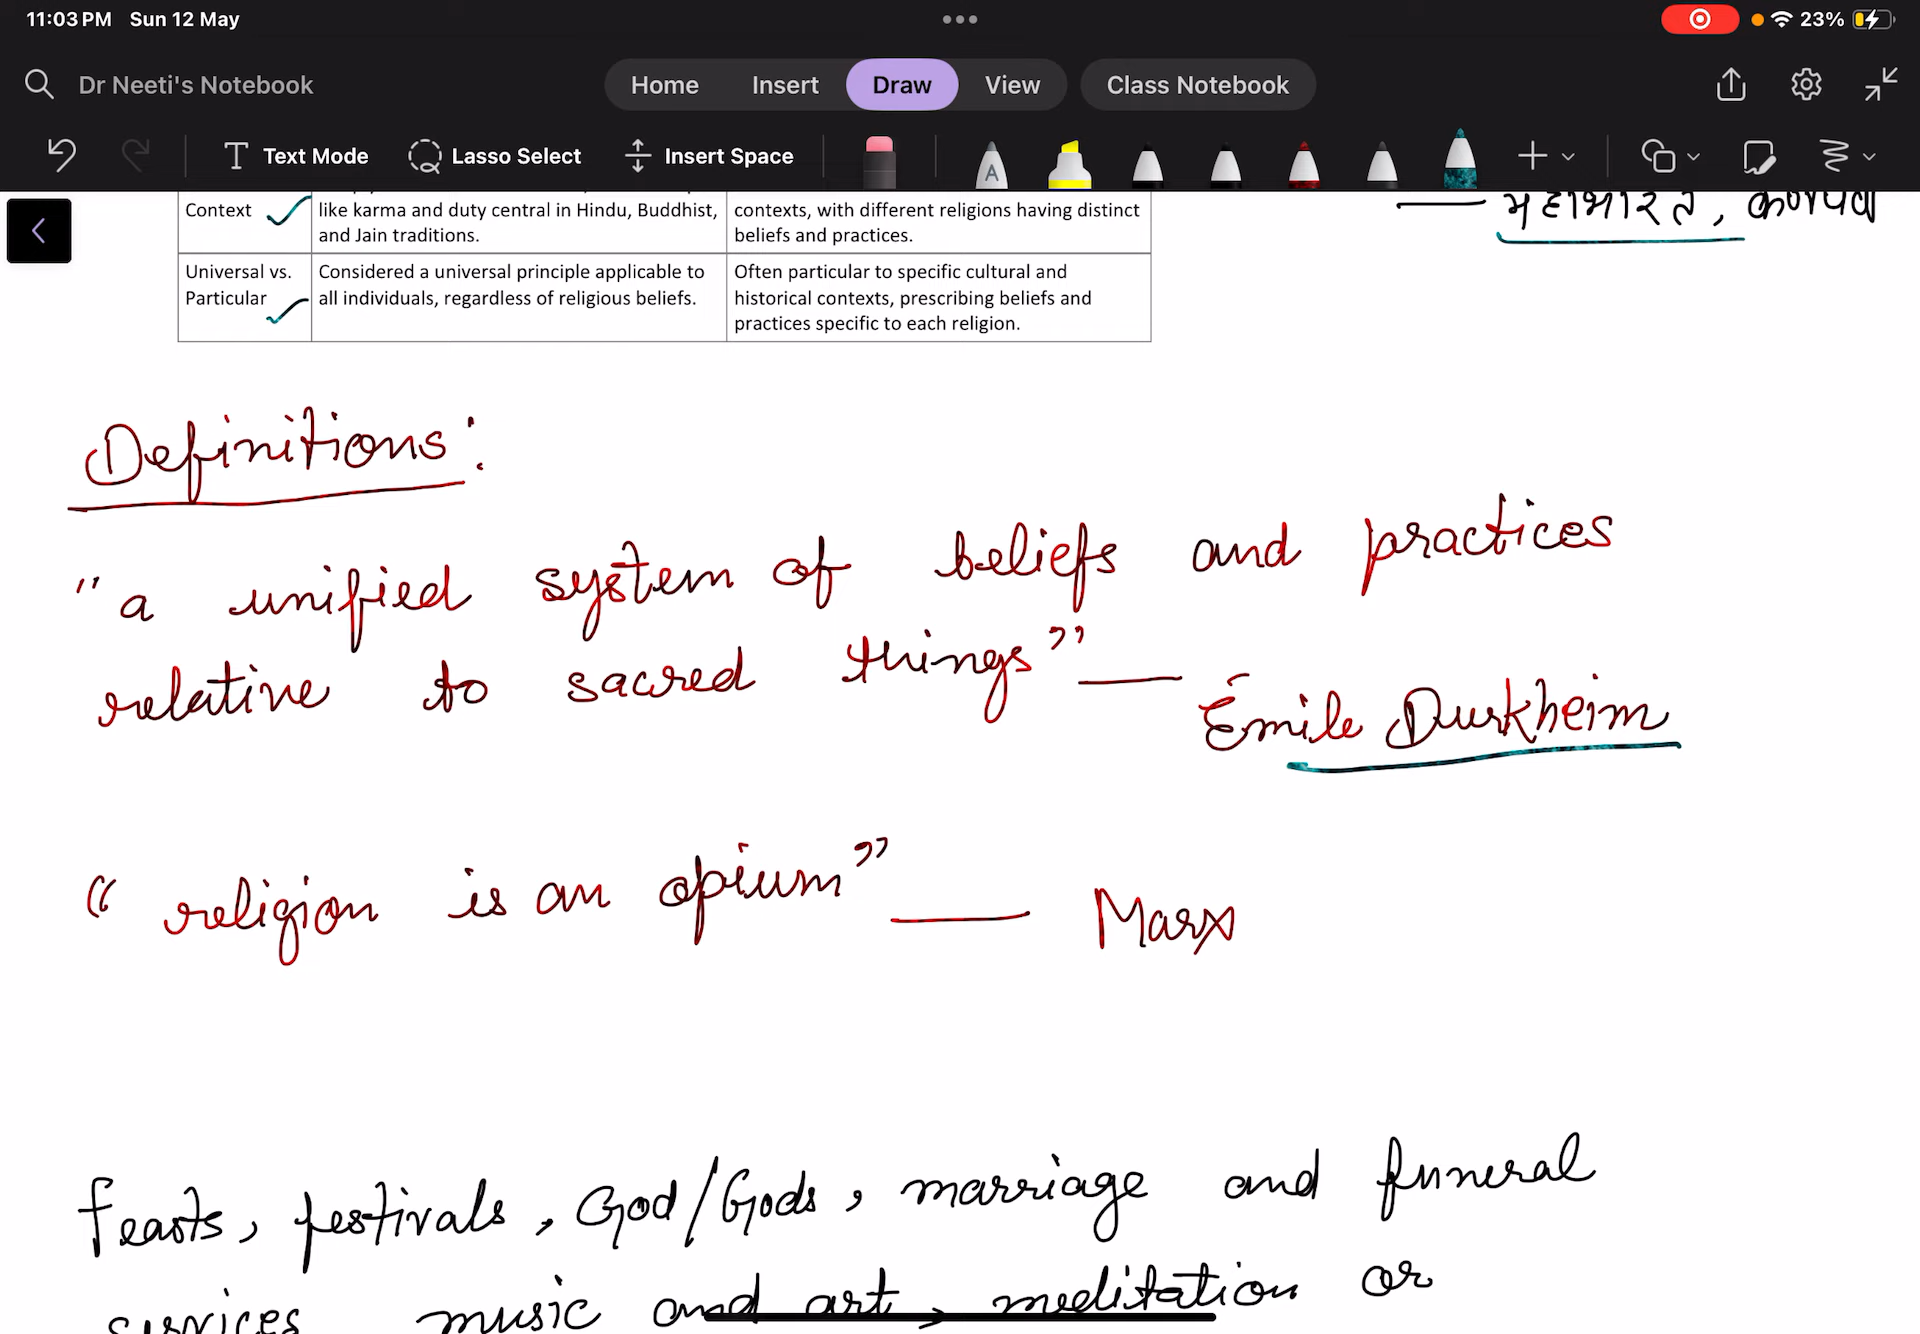 11:03 PM Sun 12 May
23%
Dr Neeti's Notebook
Home Insert Draw View Class Notebook
Text Mode Lasso Select Insert Space
A
Context like karma and duty central in Hindu, Buddhist, contexts, with different religions having distinct
and Jain traditions. beliefs and practices.
महाभारत,
Universal vs. Considered a universal principle applicable to Often particular to specific cultural and
Particular all individuals, regardless of religious beliefs. historical contexts, prescribing beliefs and
practices specific to each religion.
Definitions:
"a unified system of beliefs and practices
relative to sacred things" —
Émile Durkheim
"religion is an opium" — Marx
feasts, festivals, God/Gods, marriage and funeral
services music and art, meditation or